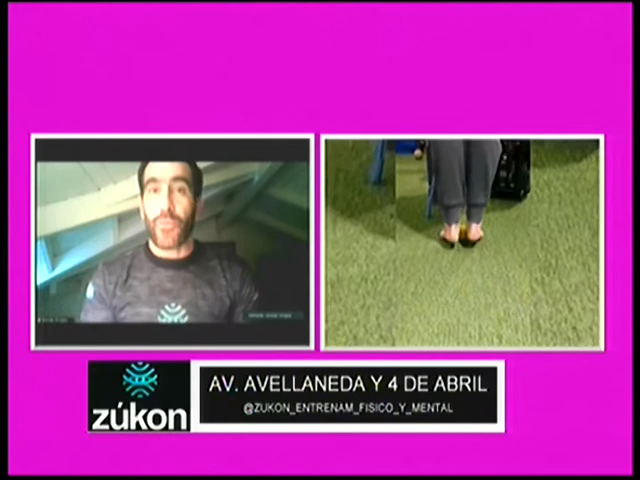 zúkon
AV. AVELLANEDA Y 4 DE ABRIL
@ZUKON_ENTRENAM_FISICO_Y_MENTAL